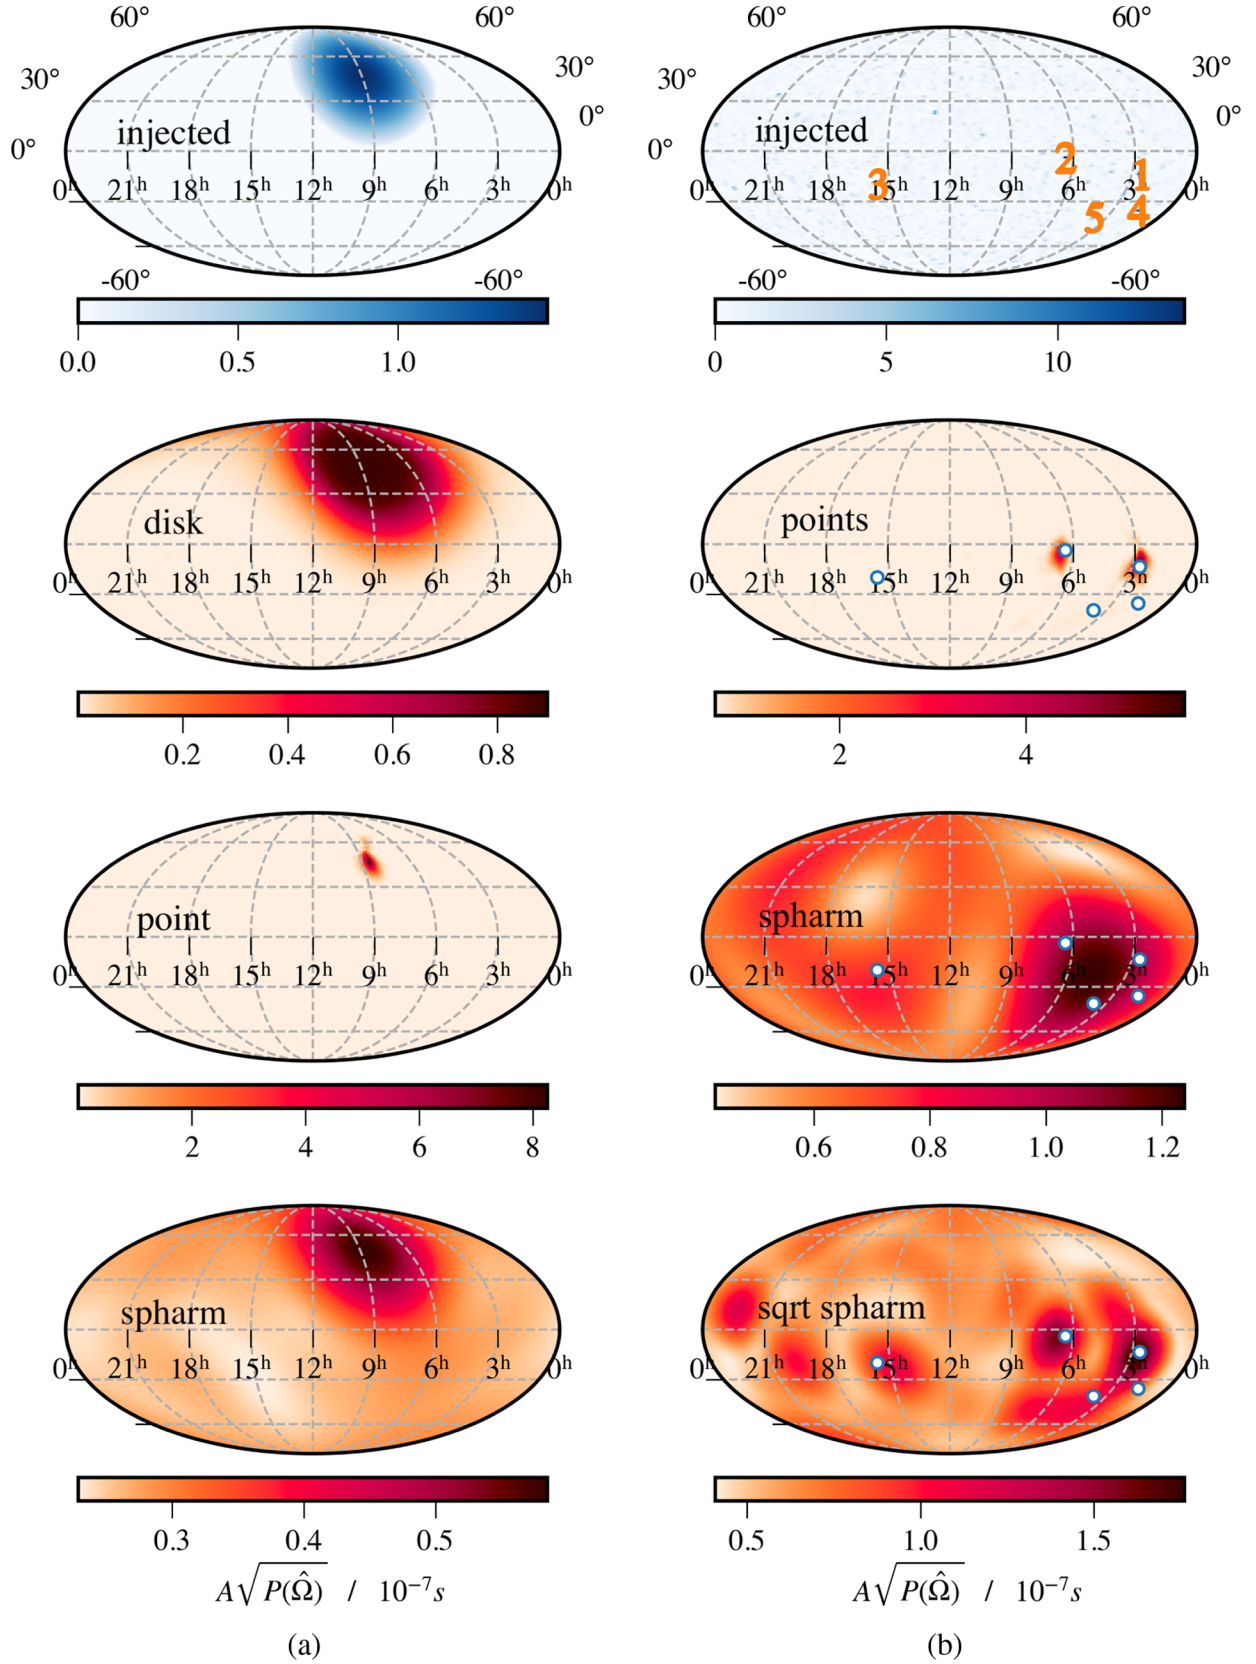 60° 60° 60° 60°
30° 30° 30° 30°
0° 0° 0° 0°
injected injected
0h 21h 18h 15h 12h 9h 6h 3h 0h 21h 18h 15h 12h 9h 6h 3h 0h
1 2 3 4 5
-60° -60° -60° -60°
0.0 0.5 1.0 0 5 10
disk points
0h 21h 18h 15h 12h 9h 6h 3h 0h 21h 18h 15h 12h 9h 6h 3h 0h
0.2 0.4 0.6 0.8 2 4
point spharm
0h 21h 18h 15h 12h 9h 6h 3h 0h 21h 18h 15h 12h 9h 6h 3h 0h
2 4 6 8 0.6 0.8 1.0 1.2
spharm sqrt spharm
0h 21h 18h 15h 12h 9h 6h 3h 0h 21h 18h 15h 12h 9h 6h 3h 0h
0.3 0.4 0.5 0.5 1.0 1.5
A√P(Ω̂) / 10⁻⁷s A√P(Ω̂) / 10⁻⁷s
(a) (b)